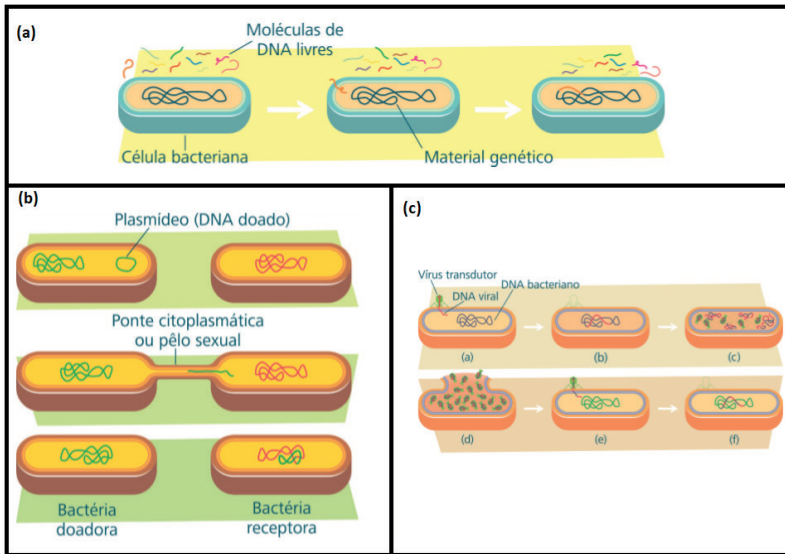 (a)
Moléculas de
DNA livres
Célula bacteriana
Material genético
(b)
Plasmídeo (DNA doado)
Ponte citoplasmática
ou pêlo sexual
Bactéria
doadora
Bactéria
receptora
(c)
Vírus transdutor
DNA viral
DNA bacteriano
(a)
(b)
(c)
(d)
(e)
(f)